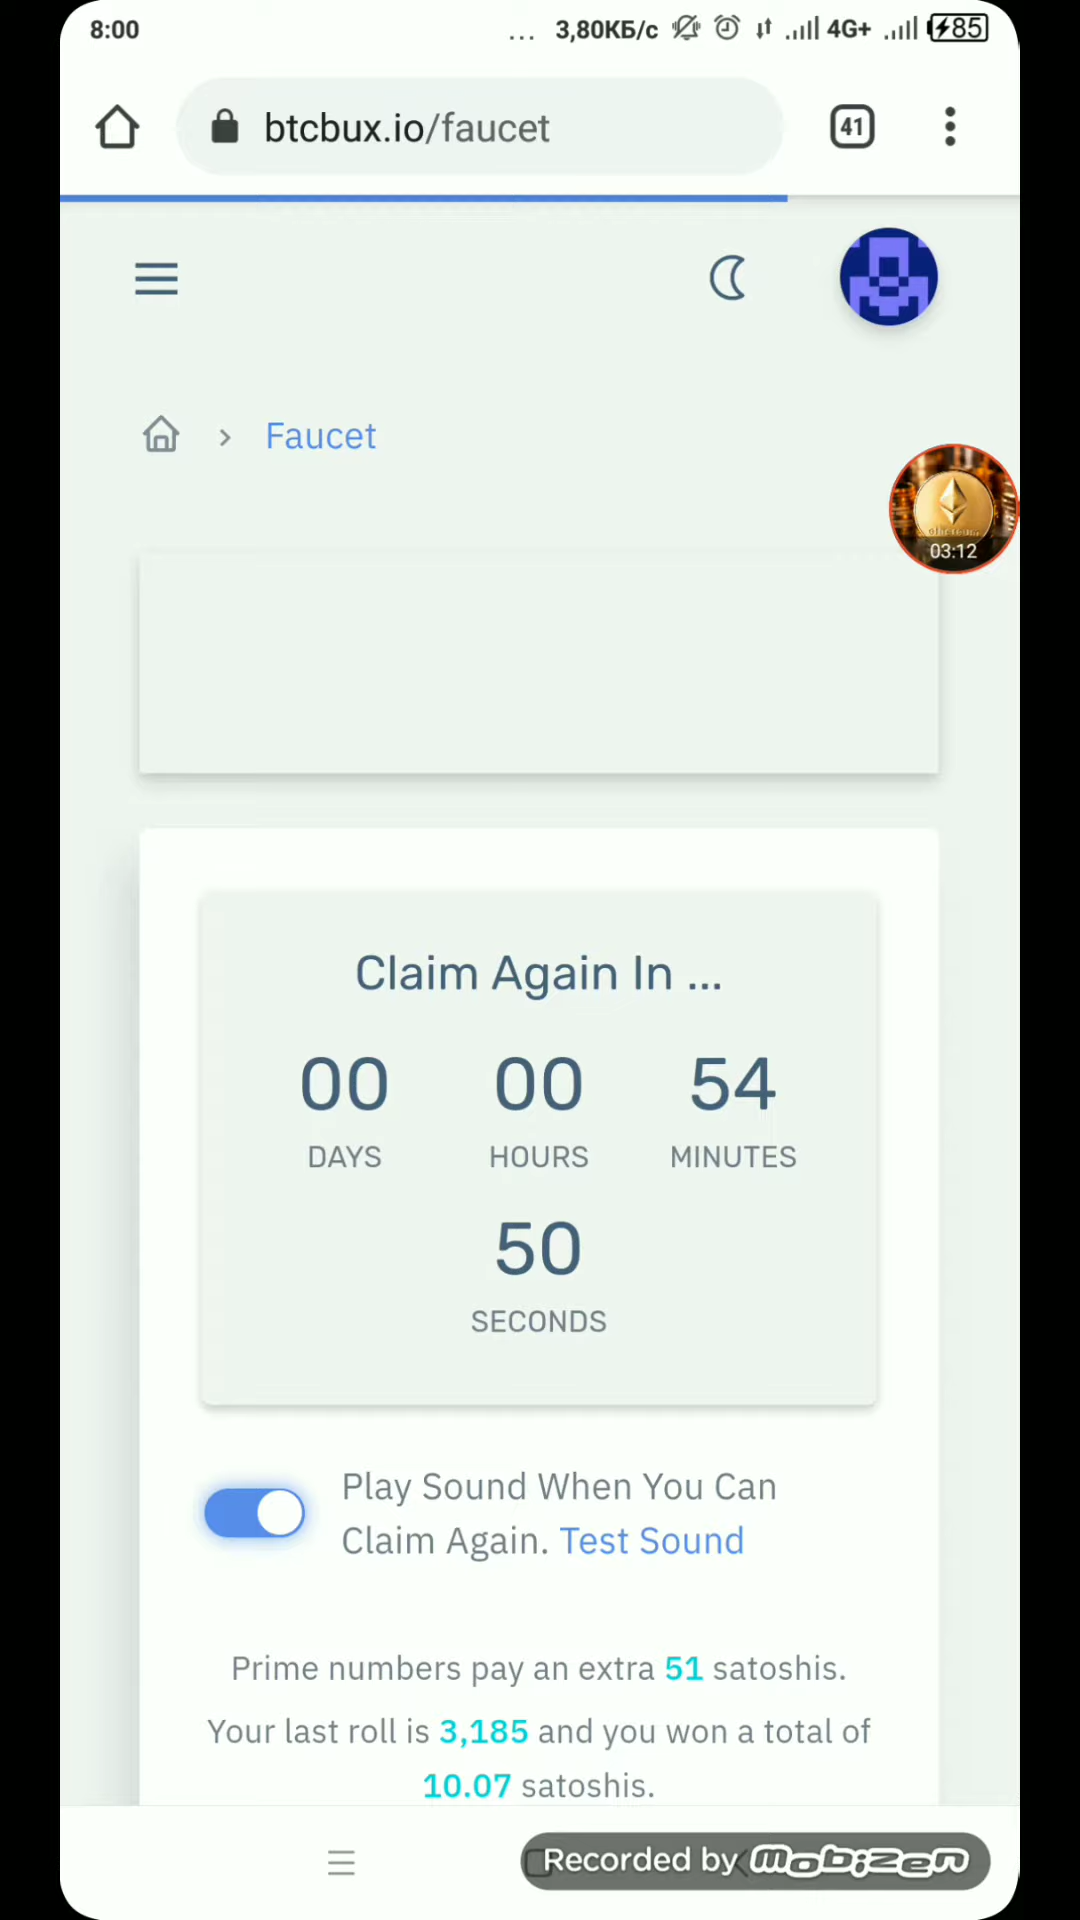 8:00
... 3,80КБ/с 4G+ 85
btcbux.io/faucet
41
Faucet
03:12
Claim Again In ...
00 00 54
DAYS HOURS MINUTES
50
SECONDS
Play Sound When You Can
Claim Again. Test Sound
Prime numbers pay an extra 51 satoshis.
Your last roll is 3,185 and you won a total of
10.07 satoshis.
Recorded by mobizen